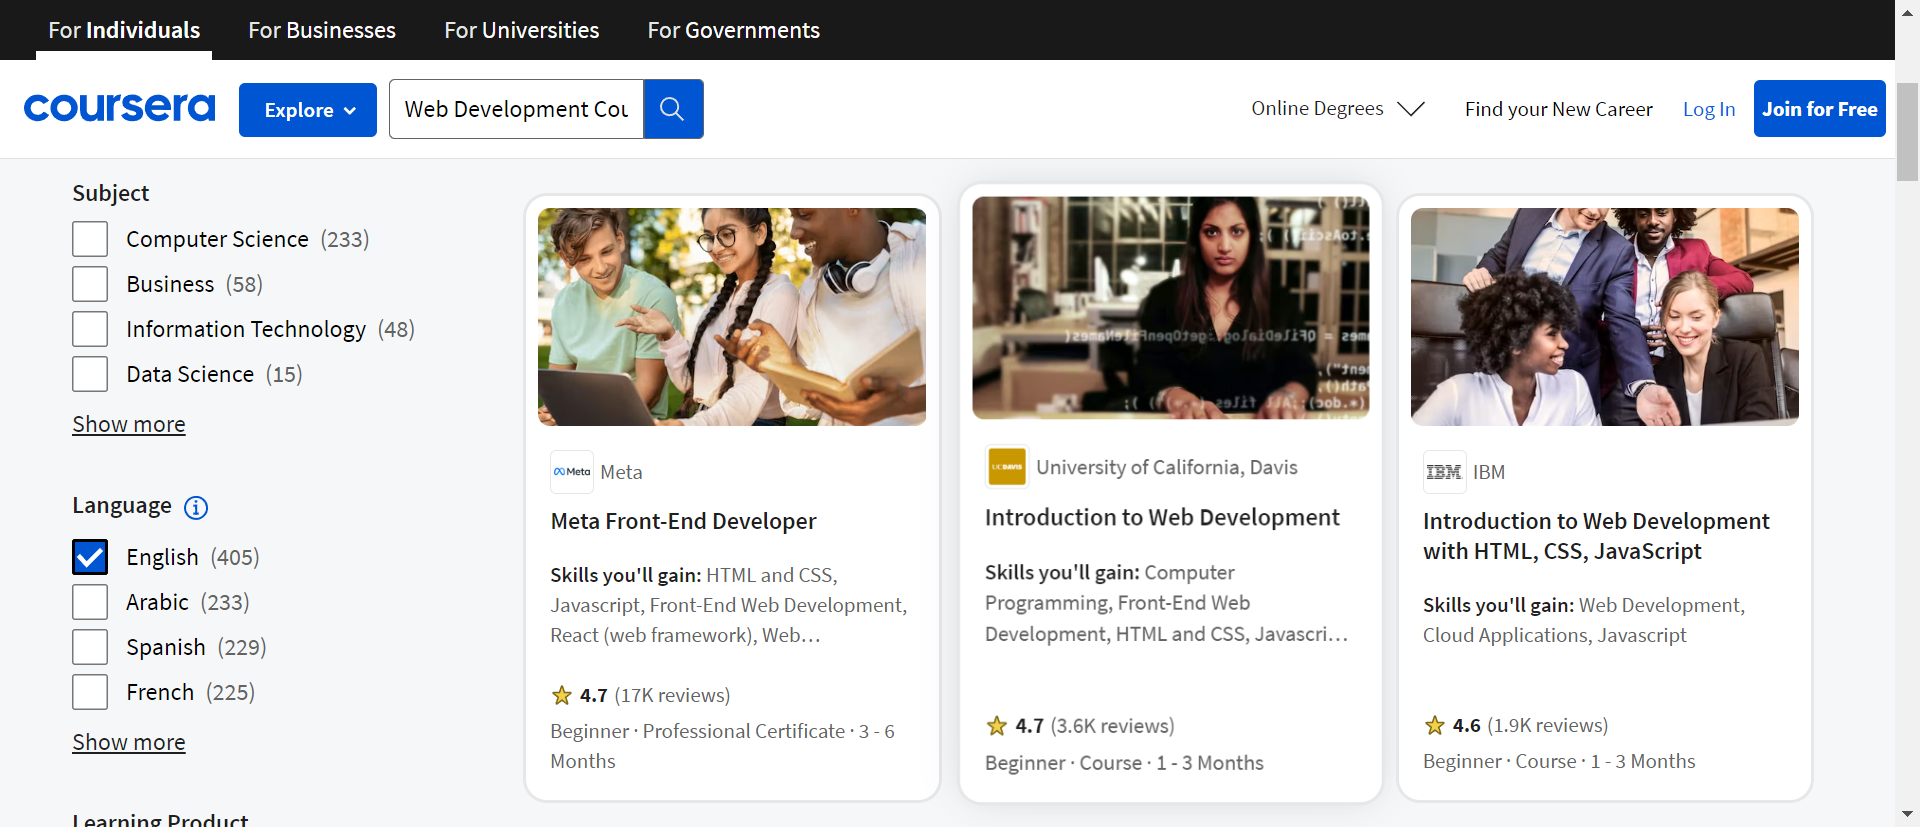 For Individuals
For Businesses
For Universities
For Governments
coursera
Explore
Web Development Cou
Online Degrees
Find your New Career
Log In
Join for Free
Subject
Computer Science (233)
Business (58)
Information Technology (48)
Data Science (15)
Show more
Language
English (405)
Arabic (233)
Spanish (229)
French (225)
Show more
Learning Product
Meta
Meta
Meta Front-End Developer
Skills you'll gain: HTML and CSS,
Javascript, Front-End Web Development,
React (web framework), Web...
4.7 (17K reviews)
Beginner · Professional Certificate · 3 - 6
Months
UC DAVIS
University of California, Davis
Introduction to Web Development
Skills you'll gain: Computer
Programming, Front-End Web
Development, HTML and CSS, Javascri...
4.7 (3.6K reviews)
Beginner · Course · 1 - 3 Months
IBM
IBM
Introduction to Web Development
with HTML, CSS, JavaScript
Skills you'll gain: Web Development,
Cloud Applications, Javascript
4.6 (1.9K reviews)
Beginner · Course · 1 - 3 Months